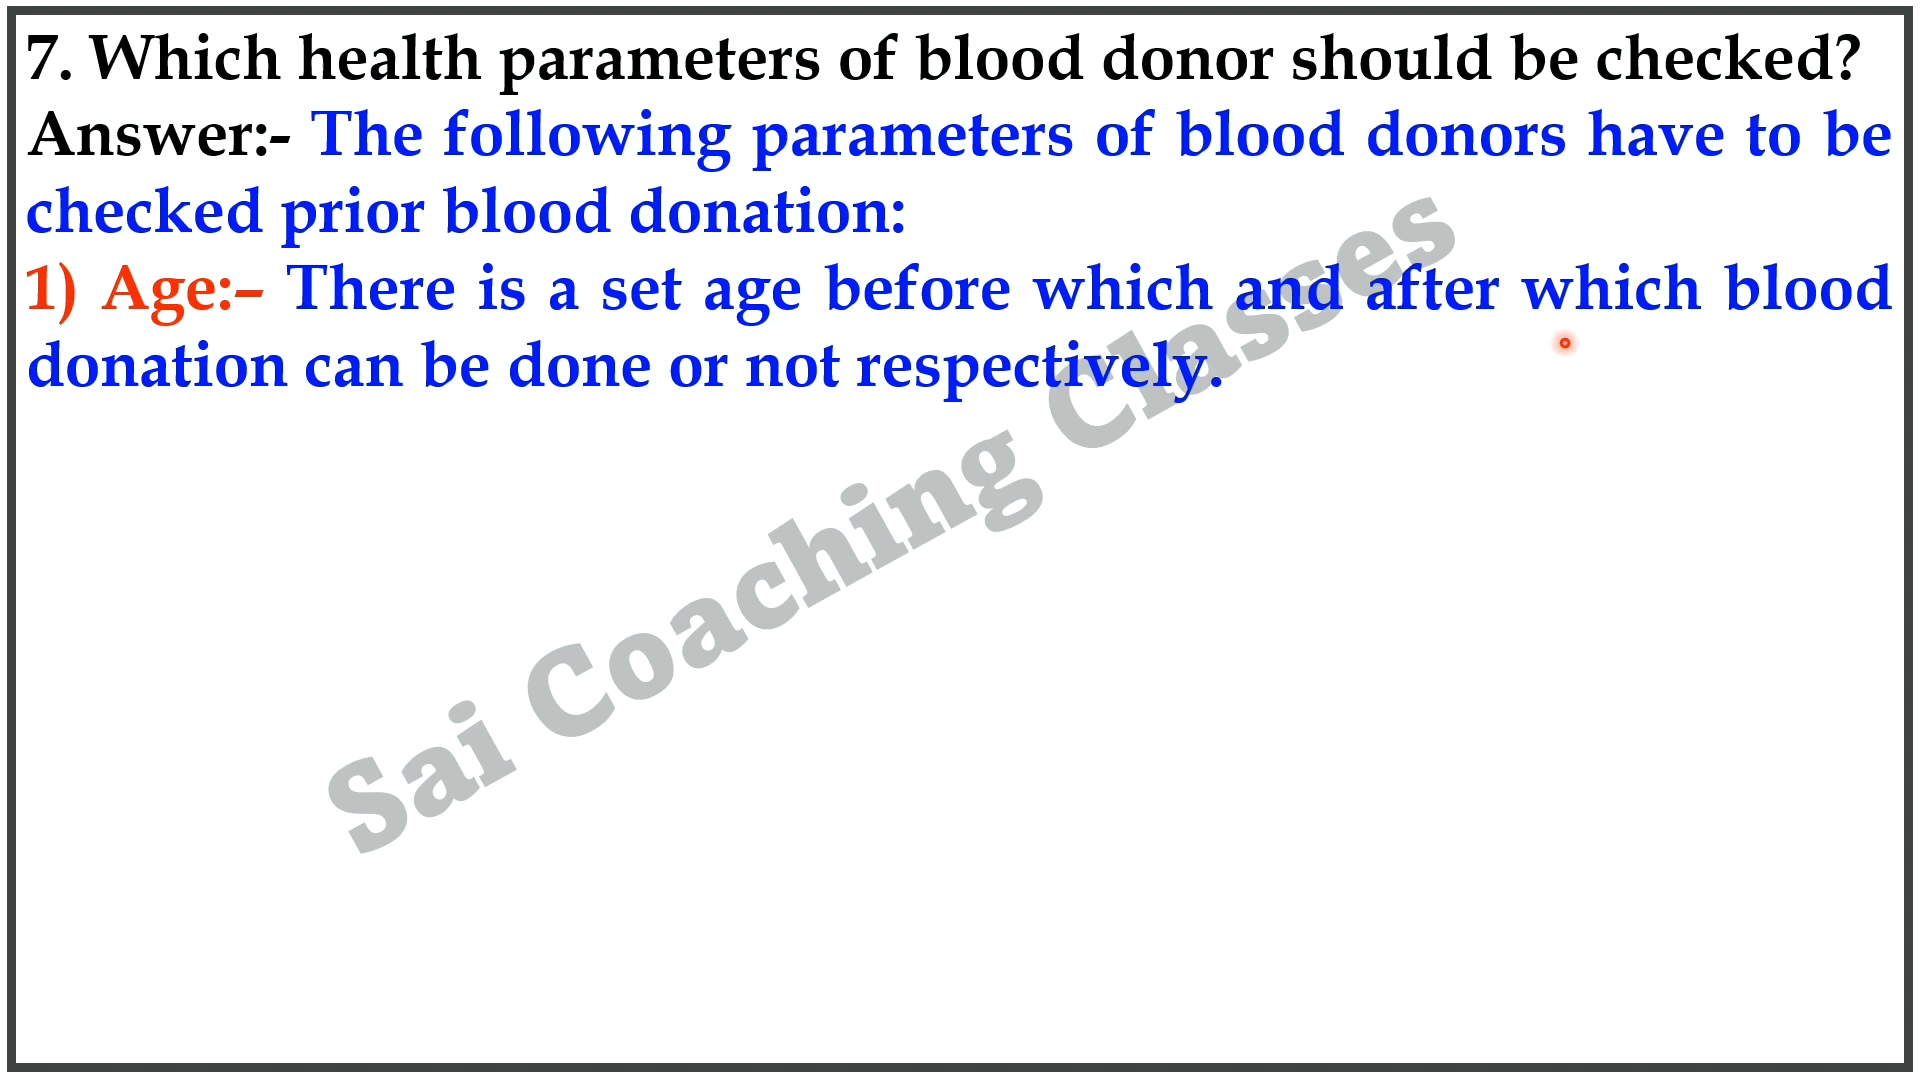 7. Which health parameters of blood donor should be checked?
Answer:- The following parameters of blood donors have to be
checked prior blood donation:
1) Age:– There is a set age before which and after which blood
donation can be done or not respectively.
Sai Coaching Classes